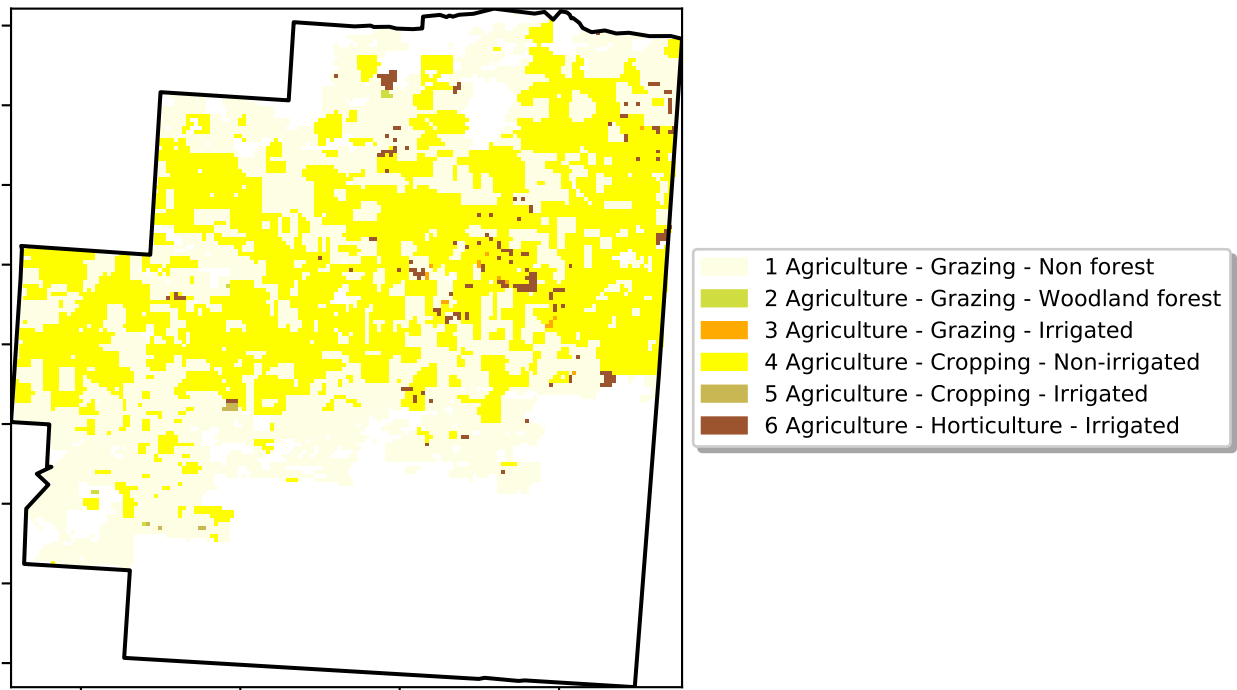 1 Agriculture - Grazing - Non forest
2 Agriculture - Grazing - Woodland forest
3 Agriculture - Grazing - Irrigated
4 Agriculture - Cropping - Non-irrigated
5 Agriculture - Cropping - Irrigated
6 Agriculture - Horticulture - Irrigated